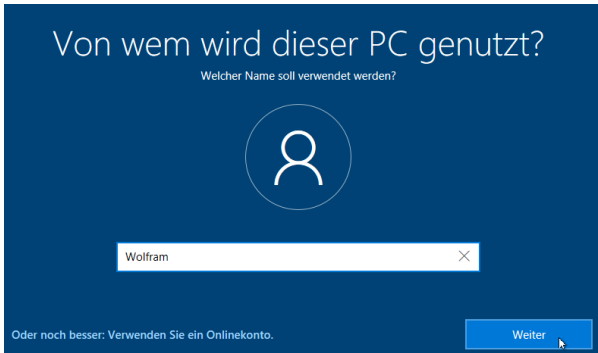 Von wem wird dieser PC genutzt?
Welcher Name soll verwendet werden?
Wolfram
Oder noch besser: Verwenden Sie ein Onlinekonto.
Weiter